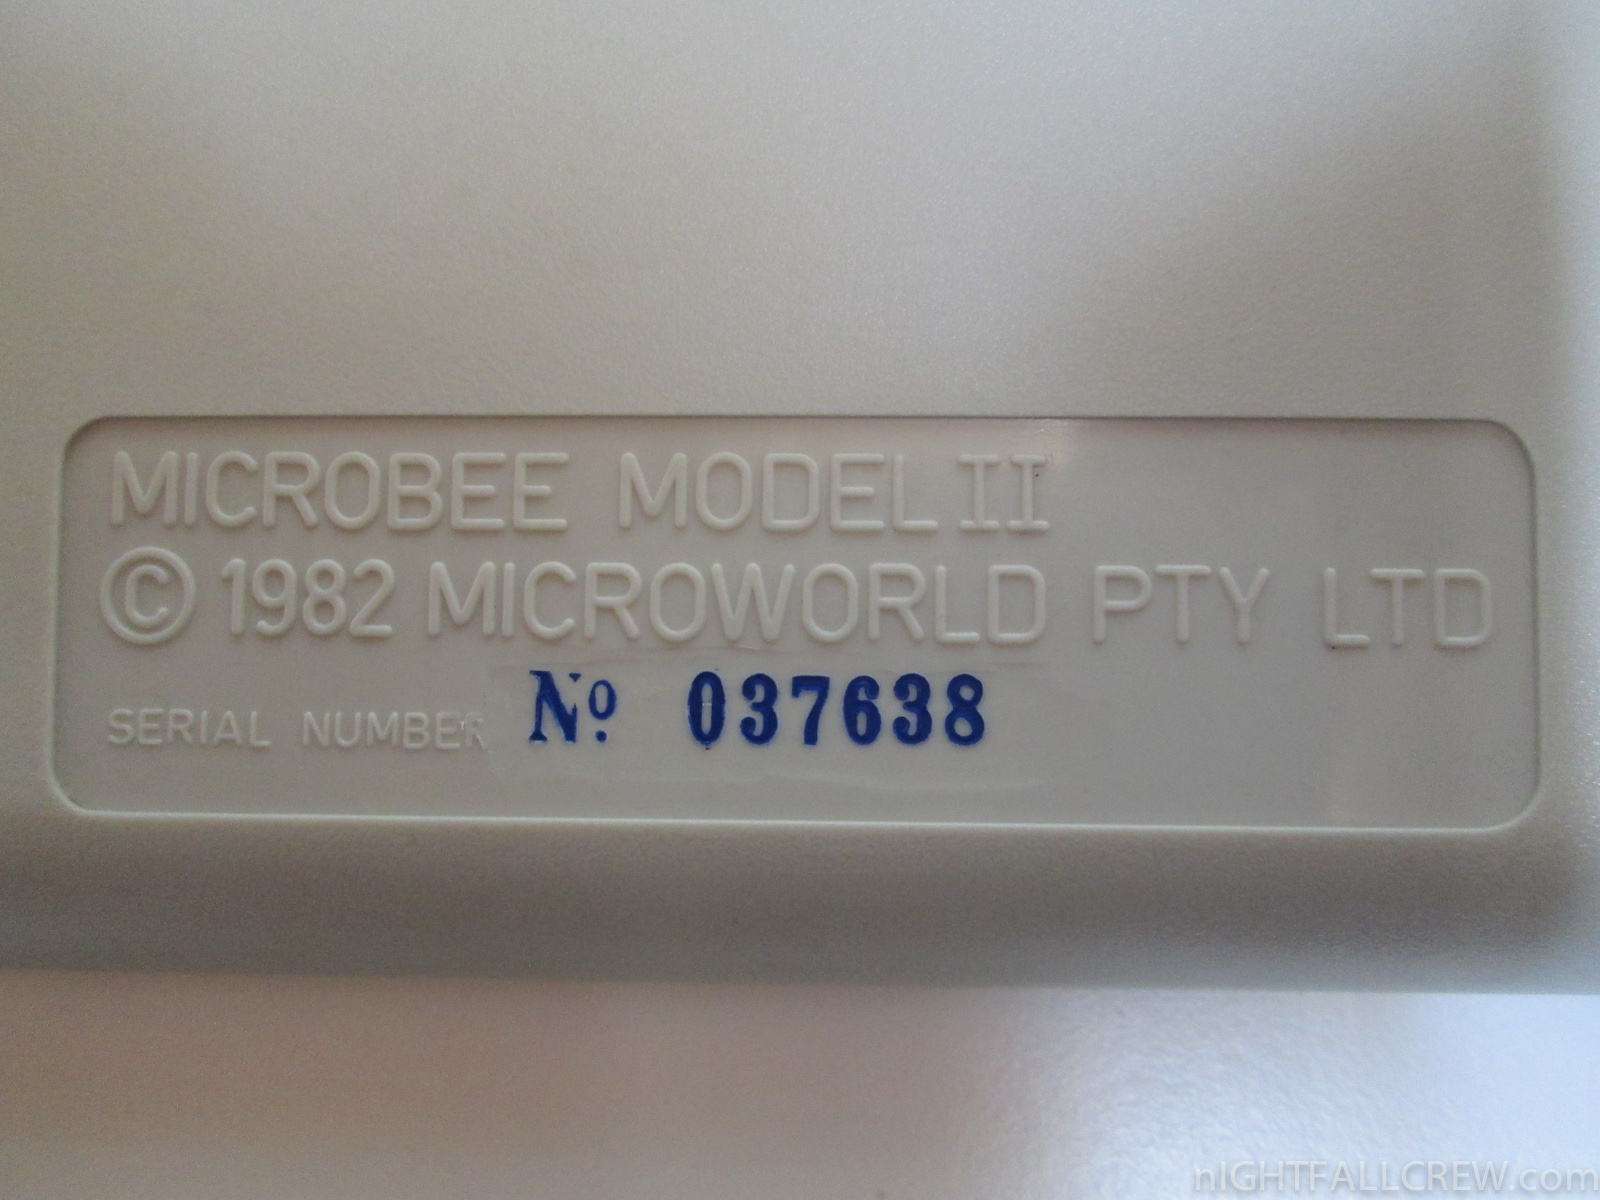 MICROBEE MODEL II
© 1982 MICROWORLD PTY LTD
SERIAL NUMBER Nº 037638
nIGHTFALLCREW.com